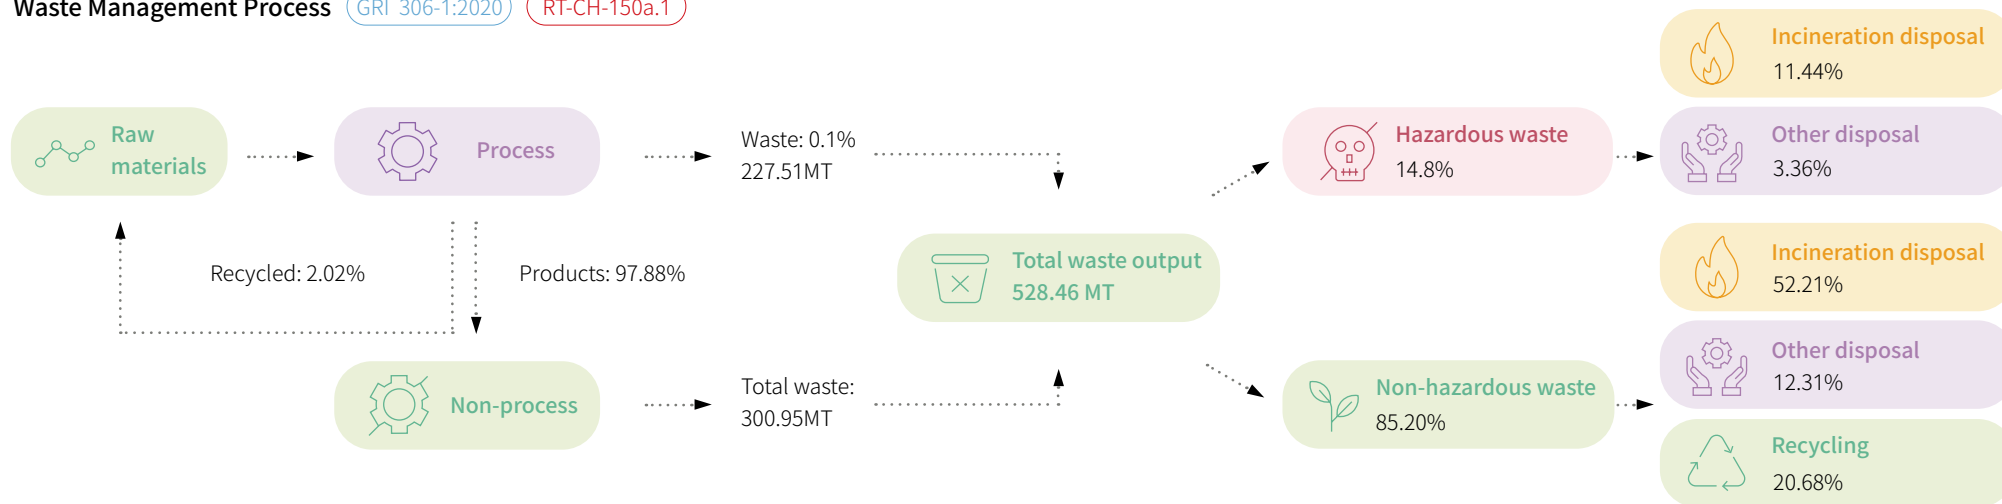 Waste Management Process
GRI 306-1:2020
RT-CH-150a.1
Raw
materials
Process
Waste: 0.1%
227.51MT
Recycled: 2.02%
Products: 97.88%
Non-process
Total waste:
300.95MT
Total waste output
528.46 MT
Hazardous waste
14.8%
Non-hazardous waste
85.20%
Incineration disposal
11.44%
Other disposal
3.36%
Incineration disposal
52.21%
Other disposal
12.31%
Recycling
20.68%